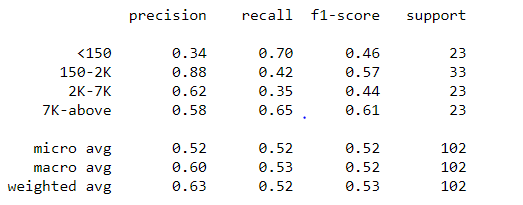 precision recall f1-score support
<150 0.34 0.70 0.46 23
150-2K 0.88 0.42 0.57 33
2K-7K 0.62 0.35 0.44 23
7K-above 0.58 0.65 0.61 23
micro avg 0.52 0.52 0.52 102
macro avg 0.60 0.53 0.52 102
weighted avg 0.63 0.52 0.53 102